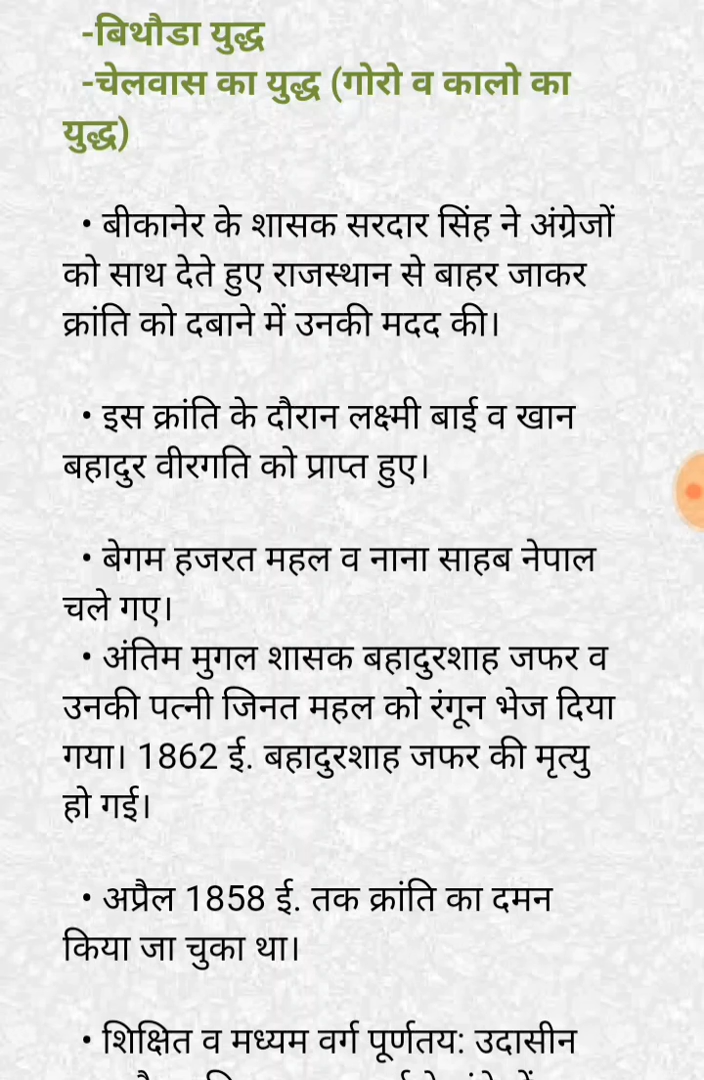 -बिथौडा युद्ध
-चेलवास का युद्ध (गोरो व कालो का
युद्ध)
• बीकानेर के शासक सरदार सिंह ने अंग्रेजों
को साथ देते हुए राजस्थान से बाहर जाकर
क्रांति को दबाने में उनकी मदद की।
• इस क्रांति के दौरान लक्ष्मी बाई व खान
बहादुर वीरगति को प्राप्त हुए।
• बेगम हजरत महल व नाना साहब नेपाल
चले गए।
• अंतिम मुगल शासक बहादुरशाह जफर व
उनकी पत्नी जिनत महल को रंगून भेज दिया
गया। 1862 ई. बहादुरशाह जफर की मृत्यु
हो गई।
• अप्रैल 1858 ई. तक क्रांति का दमन
किया जा चुका था।
• शिक्षित व मध्यम वर्ग पूर्णतय: उदासीन